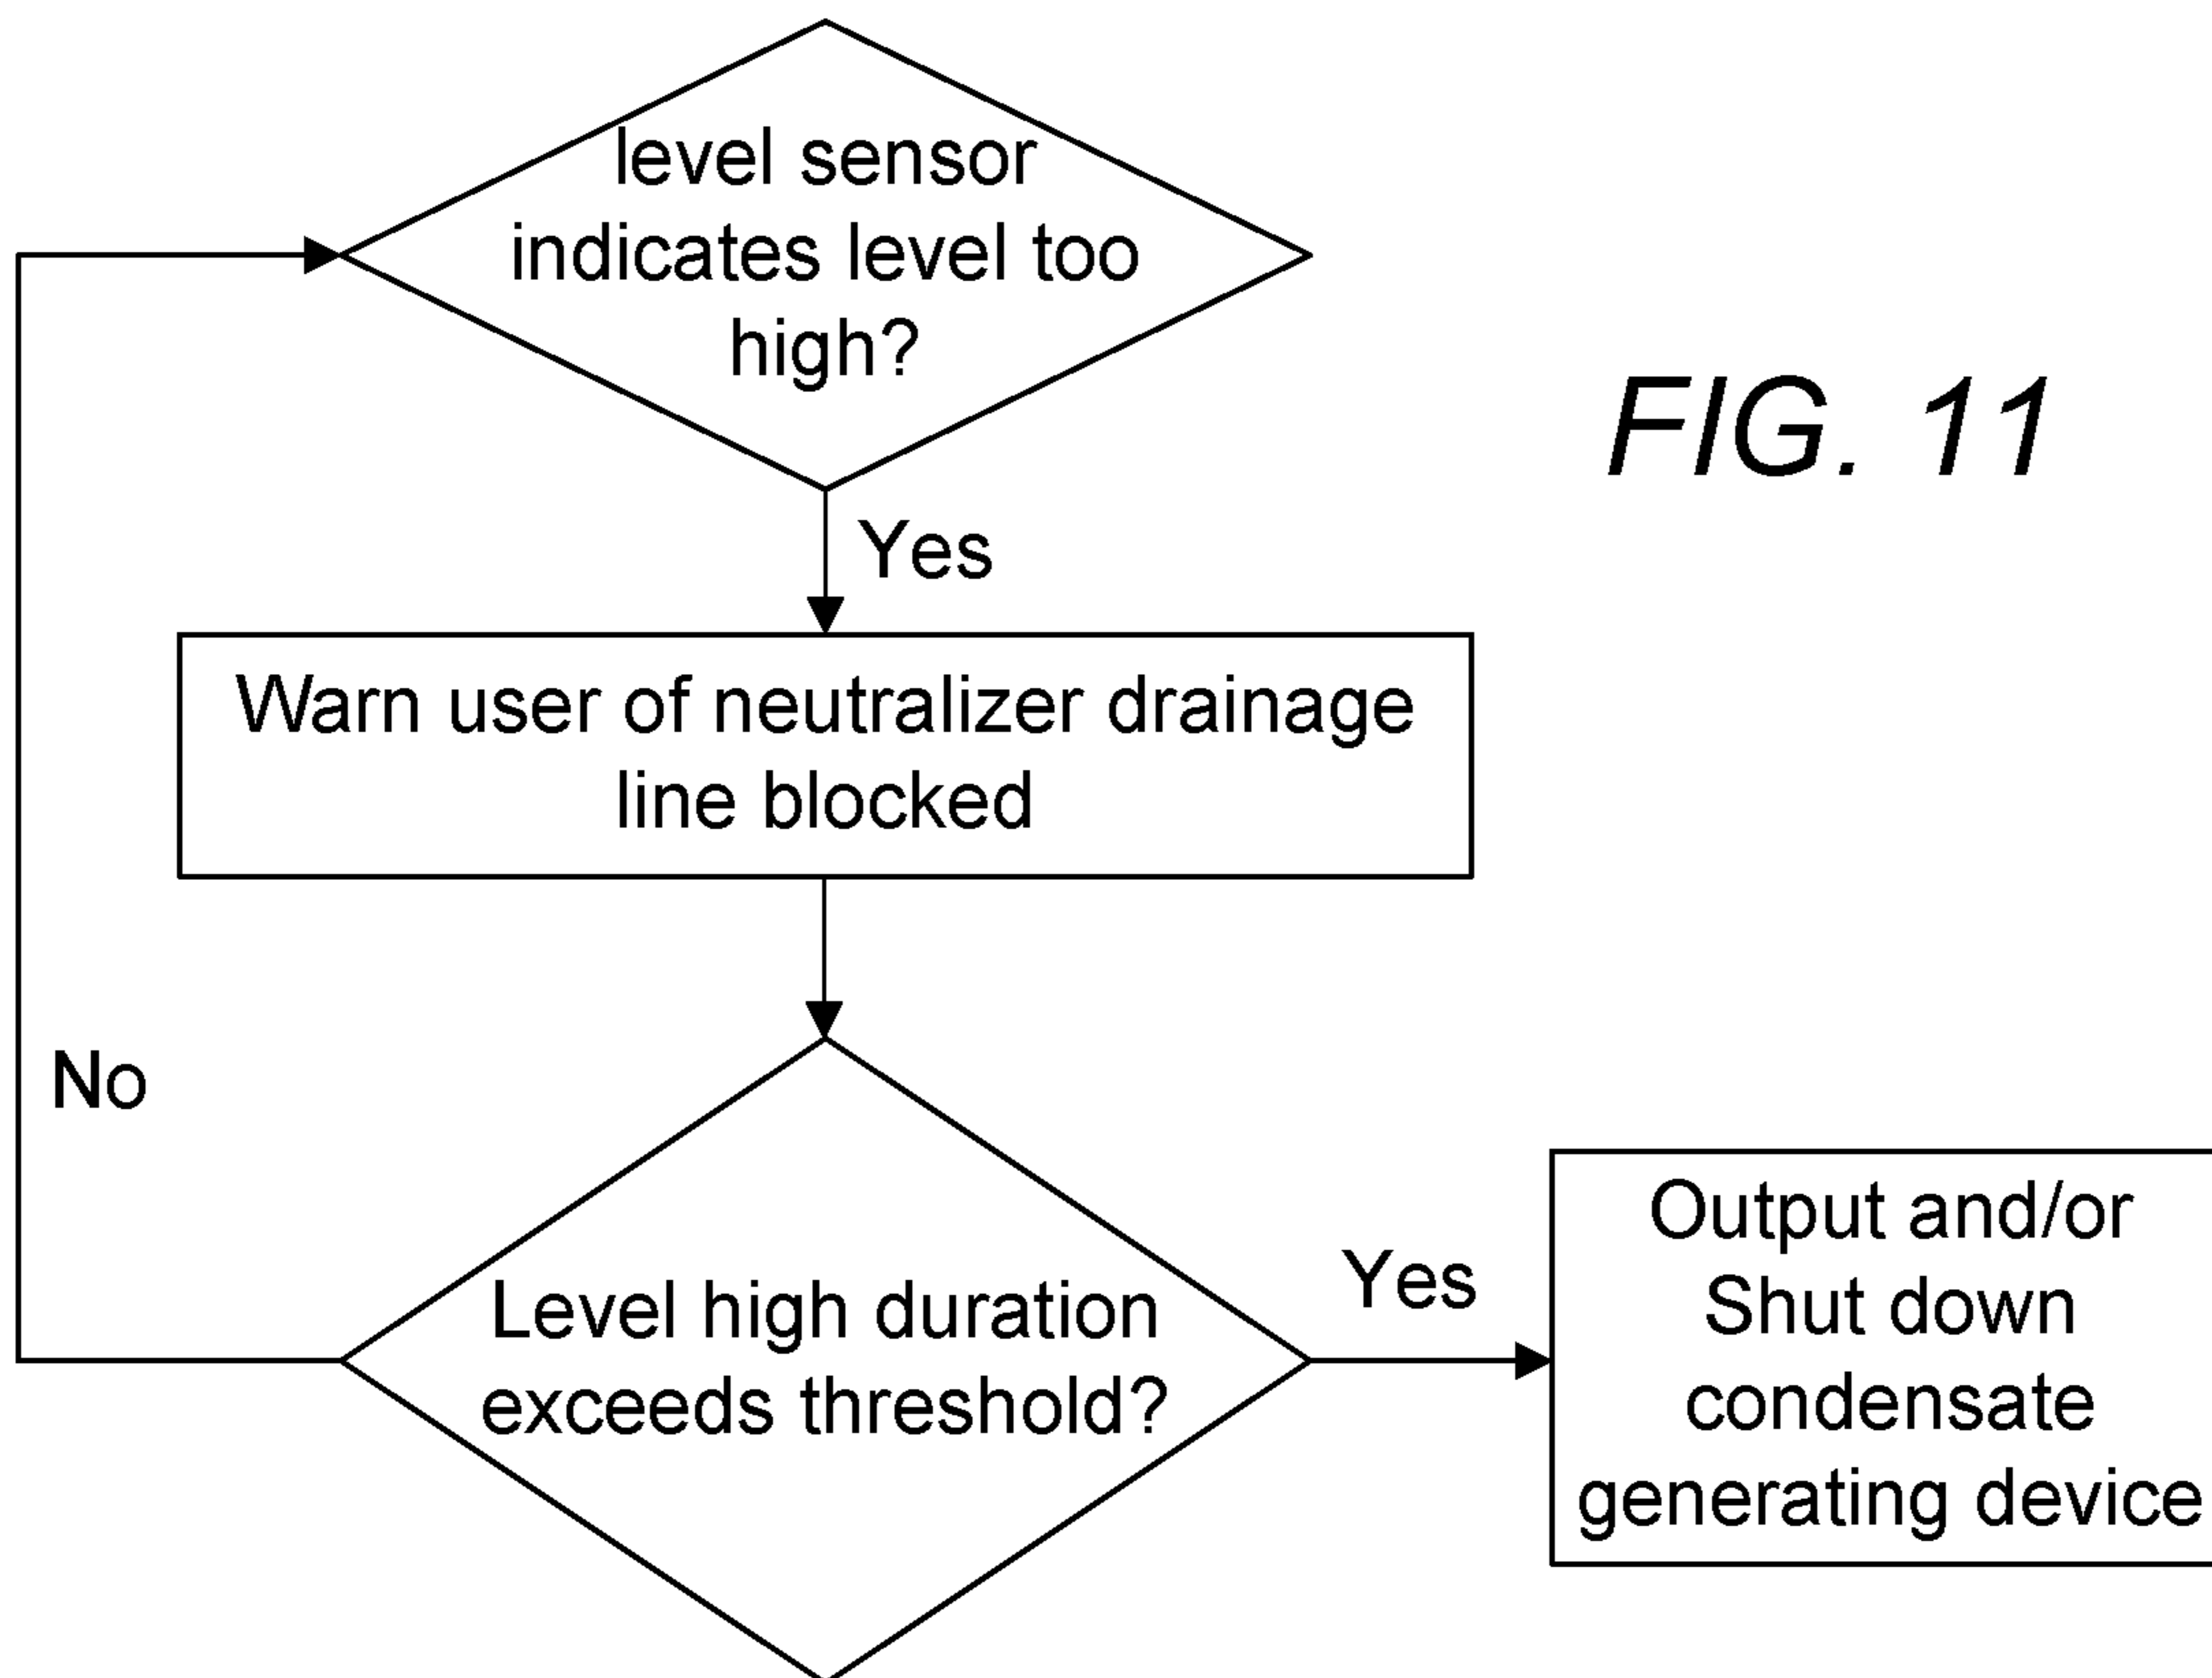 level sensor
indicates level too
high?
FIG. 11
Yes
Warn user of neutralizer drainage
line blocked
No
Level high duration
exceeds threshold?
Yes
Output and/or
Shut down
condensate
generating device